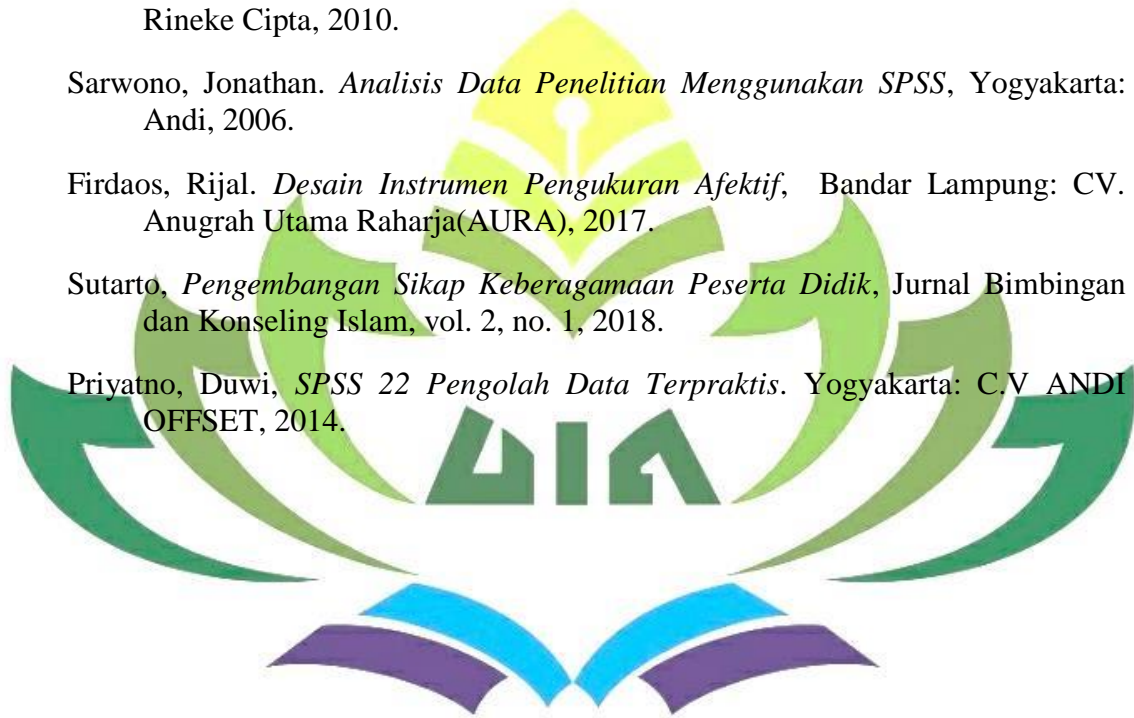 Rineke Cipta, 2010.
Sarwono, Jonathan. Analisis Data Penelitian Menggunakan SPSS, Yogyakarta:
Andi, 2006.
Firdaos, Rijal. Desain Instrumen Pengukuran Afektif, Bandar Lampung: CV.
Anugrah Utama Raharja(AURA), 2017.
Sutarto, Pengembangan Sikap Keberagamaan Peserta Didik, Jurnal Bimbingan
dan Konseling Islam, vol. 2, no. 1, 2018.
Priyatno, Duwi, SPSS 22 Pengolah Data Terpraktis. Yogyakarta: C.V ANDI
OFFSET, 2014.
UIN